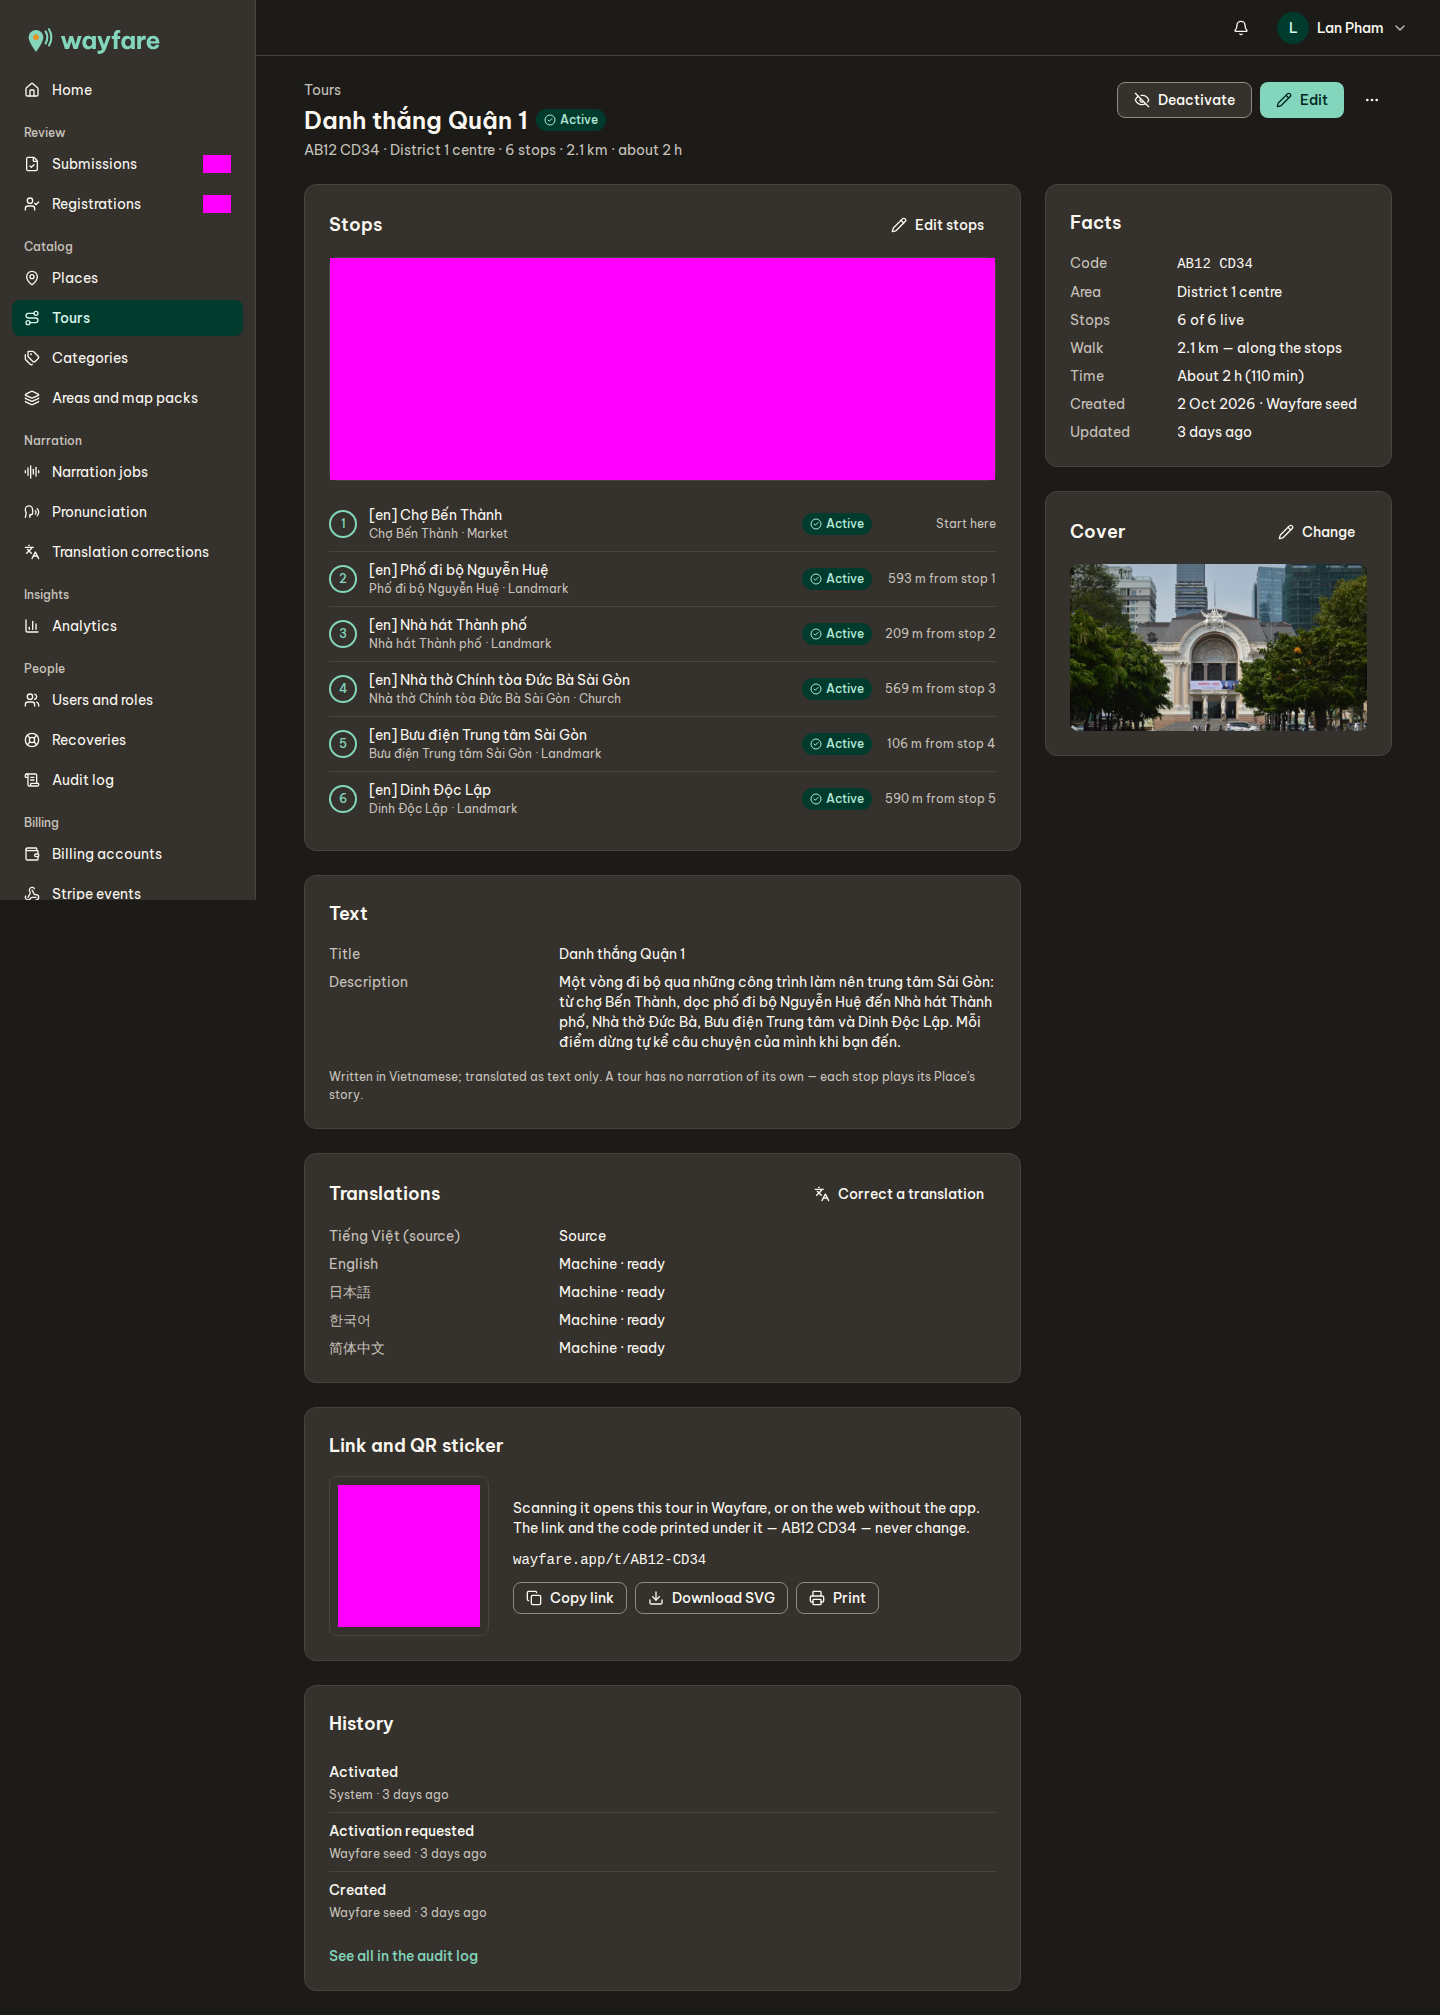 wayfare
Home
Review
Submissions
Registrations
Catalog
Places
Tours
Categories
Areas and map packs
Narration
Narration jobs
Pronunciation
Translation corrections
Insights
Analytics
People
Users and roles
Recoveries
Audit log
Billing
Billing accounts
Stripe events
L Lan Pham
Tours
Danh thắng Quận 1 Active
AB12 CD34 · District 1 centre · 6 stops · 2.1 km · about 2 h
Deactivate
Edit
Stops
Edit stops
1 [en] Chợ Bến Thành
Chợ Bến Thành · Market
Active Start here
2 [en] Phố đi bộ Nguyễn Huệ
Phố đi bộ Nguyễn Huệ · Landmark
Active 593 m from stop 1
3 [en] Nhà hát Thành phố
Nhà hát Thành phố · Landmark
Active 209 m from stop 2
4 [en] Nhà thờ Chính tòa Đức Bà Sài Gòn
Nhà thờ Chính tòa Đức Bà Sài Gòn · Church
Active 569 m from stop 3
5 [en] Bưu điện Trung tâm Sài Gòn
Bưu điện Trung tâm Sài Gòn · Landmark
Active 106 m from stop 4
6 [en] Dinh Độc Lập
Dinh Độc Lập · Landmark
Active 590 m from stop 5
Facts
Code AB12 CD34
Area District 1 centre
Stops 6 of 6 live
Walk 2.1 km — along the stops
Time About 2 h (110 min)
Created 2 Oct 2026 · Wayfare seed
Updated 3 days ago
Cover
Change
Text
Title Danh thắng Quận 1
Description Một vòng đi bộ qua những công trình làm nên trung tâm Sài Gòn:
từ chợ Bến Thành, dọc phố đi bộ Nguyễn Huệ đến Nhà hát Thành
phố, Nhà thờ Đức Bà, Bưu điện Trung tâm và Dinh Độc Lập. Mỗi
điểm dừng tự kể câu chuyện của mình khi bạn đến.
Written in Vietnamese; translated as text only. A tour has no narration of its own — each stop plays its Place's
story.
Translations
Correct a translation
Tiếng Việt (source) Source
English Machine · ready
日本語 Machine · ready
한국어 Machine · ready
简体中文 Machine · ready
Link and QR sticker
Scanning it opens this tour in Wayfare, or on the web without the app.
The link and the code printed under it — AB12 CD34 — never change.
wayfare.app/t/AB12-CD34
Copy link
Download SVG
Print
History
Activated
System · 3 days ago
Activation requested
Wayfare seed · 3 days ago
Created
Wayfare seed · 3 days ago
See all in the audit log